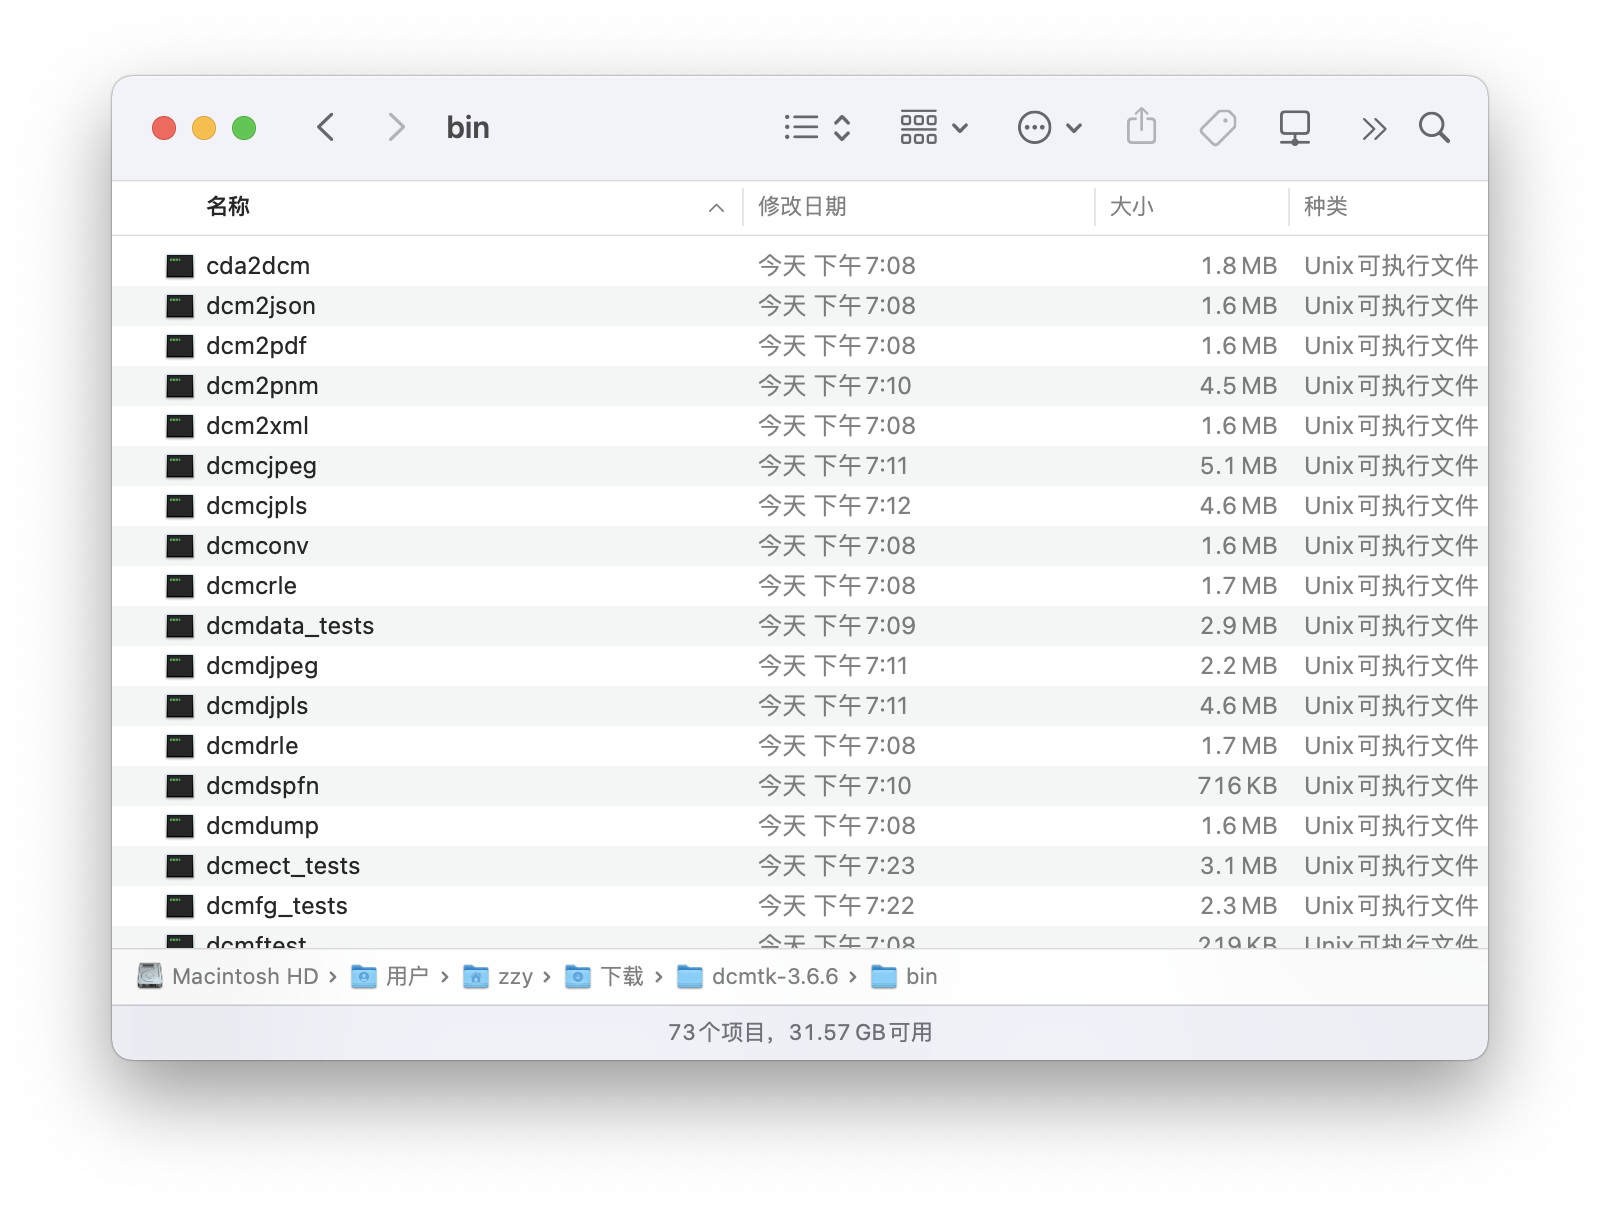 bin
名称 修改日期 大小 种类
cda2dcm 今天 下午7:08 1.8 MB Unix可执行文件
dcm2json 今天 下午7:08 1.6 MB Unix可执行文件
dcm2pdf 今天 下午7:08 1.6 MB Unix可执行文件
dcm2pnm 今天 下午7:10 4.5 MB Unix可执行文件
dcm2xml 今天 下午7:08 1.6 MB Unix可执行文件
dcmcjpeg 今天 下午7:11 5.1 MB Unix可执行文件
dcmcjpls 今天 下午7:12 4.6 MB Unix可执行文件
dcmconv 今天 下午7:08 1.6 MB Unix可执行文件
dcmcrle 今天 下午7:08 1.7 MB Unix可执行文件
dcmdata_tests 今天 下午7:09 2.9 MB Unix可执行文件
dcmdjpeg 今天 下午7:11 2.2 MB Unix可执行文件
dcmdjpls 今天 下午7:11 4.6 MB Unix可执行文件
dcmdrle 今天 下午7:08 1.7 MB Unix可执行文件
dcmdspfn 今天 下午7:10 716 KB Unix可执行文件
dcmdump 今天 下午7:08 1.6 MB Unix可执行文件
dcmect_tests 今天 下午7:23 3.1 MB Unix可执行文件
dcmfg_tests 今天 下午7:22 2.3 MB Unix可执行文件
dcmftest 今天 下午7:08 219 KB Unix可执行文件
Macintosh HD › 用户 › zzy › 下载 › dcmtk-3.6.6 › bin
73个项目，31.57 GB可用